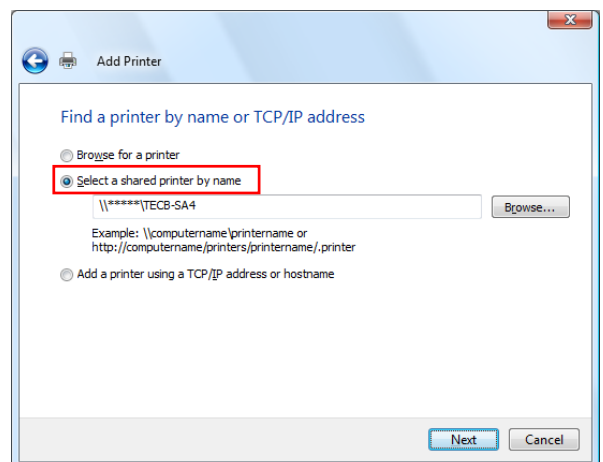 Add Printer
Find a printer by name or TCP/IP address
Browse for a printer
Select a shared printer by name
\\*****\TECB-SA4
Browse...
Example: \\computername\printername or
http://computername/printers/printername/.printer
Add a printer using a TCP/IP address or hostname
Next
Cancel